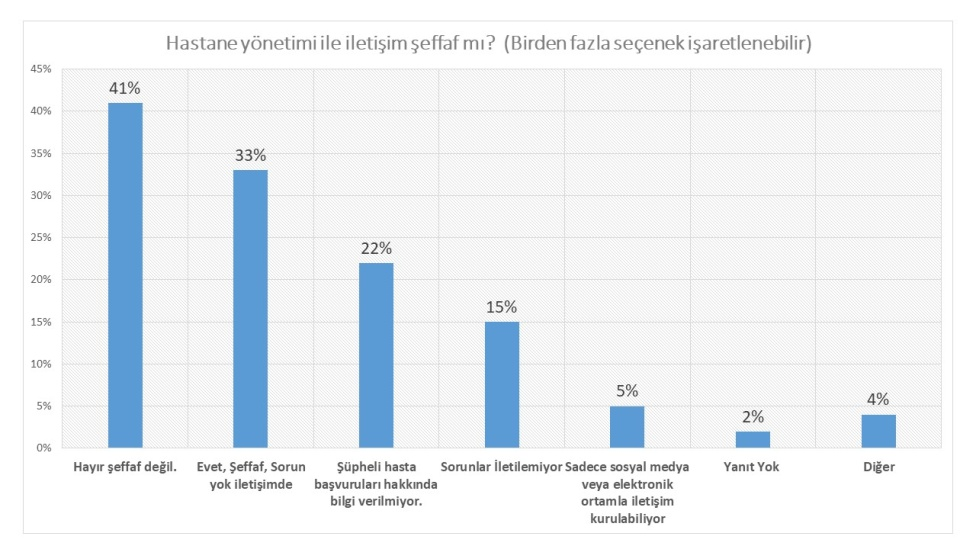 Hastane yönetimi ile iletişim şeffaf mı? (Birden fazla seçenek işaretlenebilir)
45%
40%
35%
30%
25%
20%
15%
10%
5%
0%
41%
33%
22%
15%
5%
2%
4%
Hayır şeffaf değil.
Evet, Şeffaf, Sorun
yok iletişimde
Şüpheli hasta
başvuruları hakkında
bilgi verilmiyor.
Sorunlar İletilemiyor
Sadece sosyal medya
veya elektronik
ortamla iletişim
kurulabiliyor
Yanıt Yok
Diğer